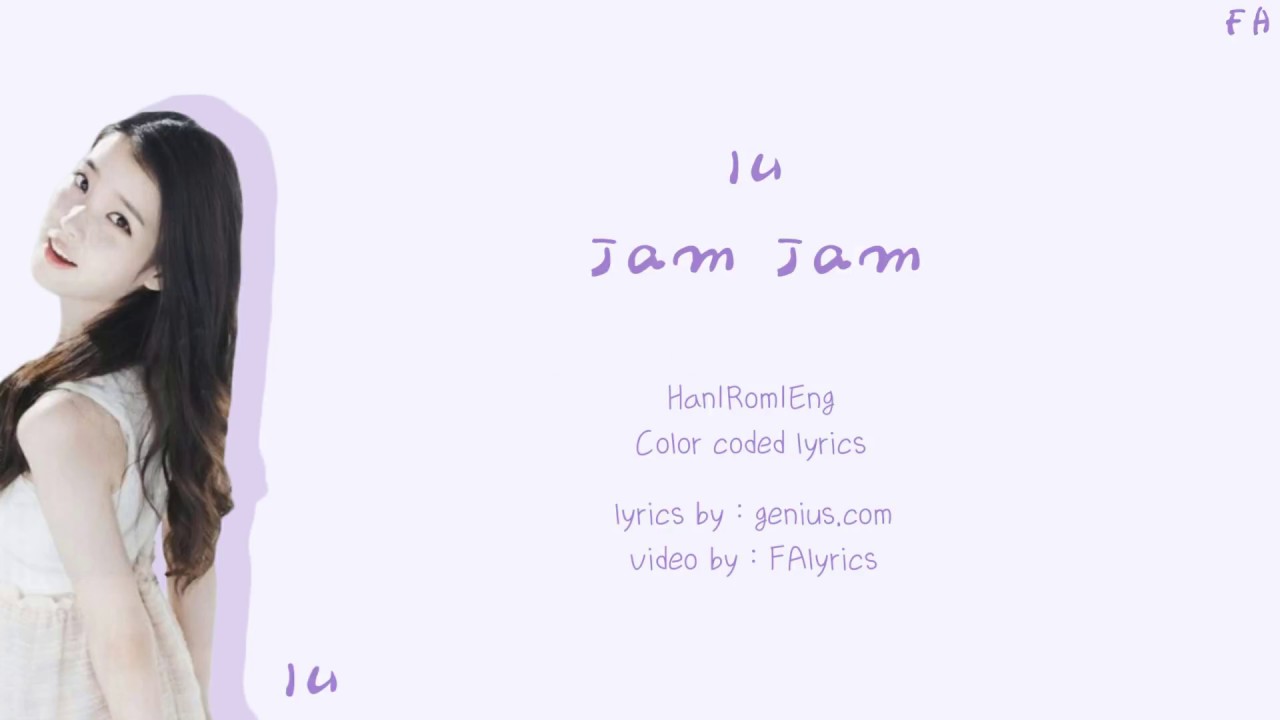 FA
IU
Jam Jam
Han|Rom|Eng
Color coded lyrics
lyrics by : genius.com
video by : FAlyrics
IU